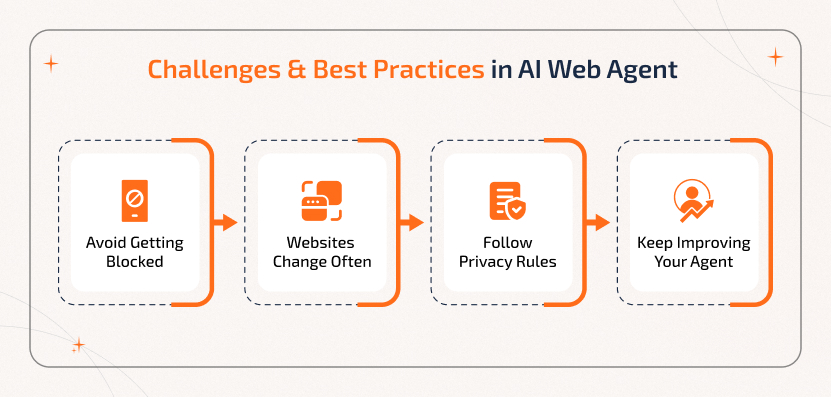 Challenges & Best Practices in AI Web Agent
Avoid Getting
Blocked
Websites
Change Often
Follow
Privacy Rules
Keep Improving
Your Agent